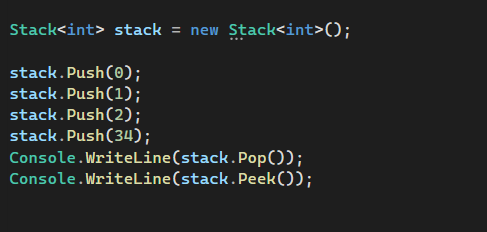 Stack<int> stack = new Stack<int>();
stack.Push(0);
stack.Push(1);
stack.Push(2);
stack.Push(34);
Console.WriteLine(stack.Pop());
Console.WriteLine(stack.Peek());